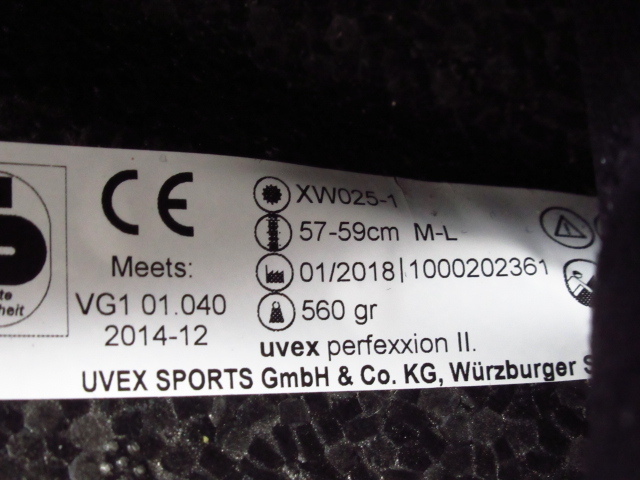 CE
Meets:
VG1 01.040
2014-12
XW025-1
57-59cm M-L
01/2018|1000202361
560 gr
uvex perfexxion II.
UVEX SPORTS GmbH & Co. KG, Würzburger